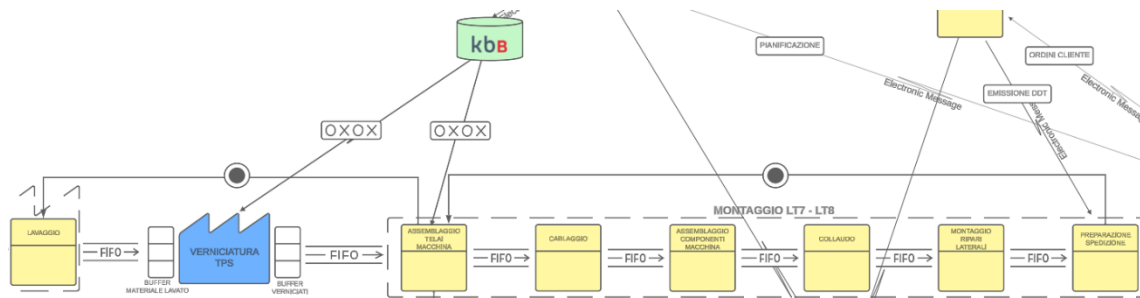 kbB
PIANIFICAZIONE
ORDINI CLIENTE
Electronic Message
EMISSIONE DDT
Electronic Message
OXOX
OXOX
MONTAGGIO LT7 - LT8
LAVAGGIO
FIFO
BUFFER
MATERIALE LAVATO
VERNICIATURA
TPS
BUFFER
VERNICIATI
FIFO
ASSEMBLAGGIO
TELAI
MACCHINA
FIFO
CABLAGGIO
FIFO
ASSEMBLAGGIO
COMPONENTI
MACCHINA
FIFO
COLLAUDO
FIFO
MONTAGGIO
RIPARI
LATERALI
FIFO
PREPARAZIONE
SPEDIZIONE